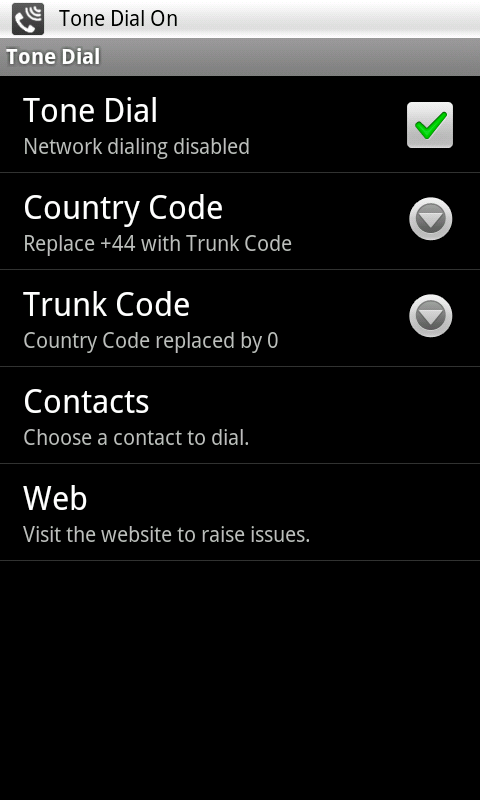 Tone Dial On
Tone Dial
Tone Dial
Network dialing disabled
Country Code
Replace +44 with Trunk Code
Trunk Code
Country Code replaced by 0
Contacts
Choose a contact to dial.
Web
Visit the website to raise issues.